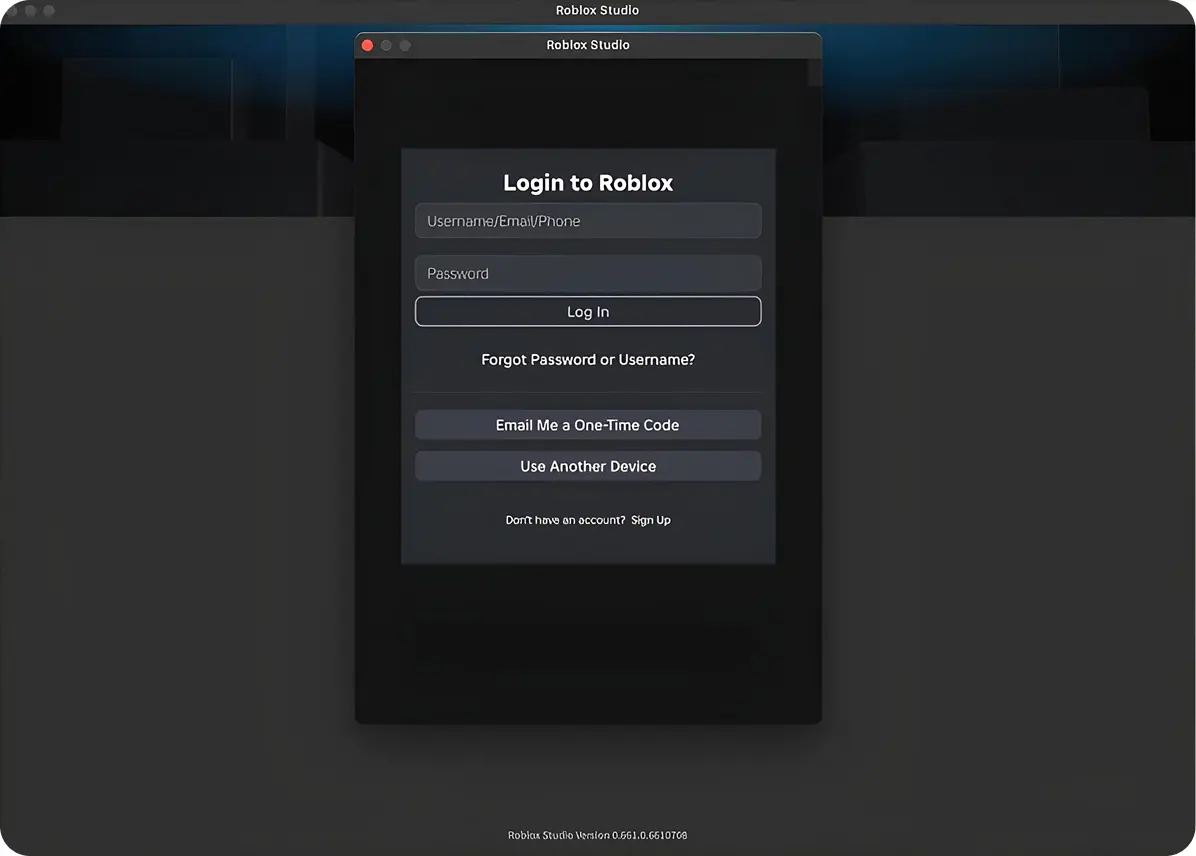 Roblox Studio
Roblox Studio
Login to Roblox
Username/Email/Phone
Password
Log In
Forgot Password or Username?
Email Me a One-Time Code
Use Another Device
Don't have an account? Sign Up
Roblox Studio Version 0.661.0.6610708